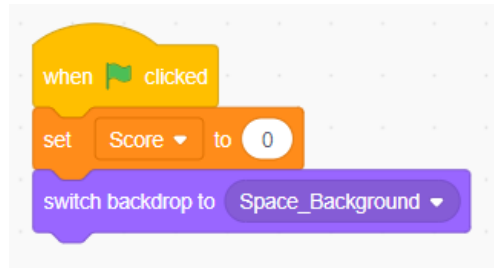 when clicked
set Score to 0
switch backdrop to Space_Background